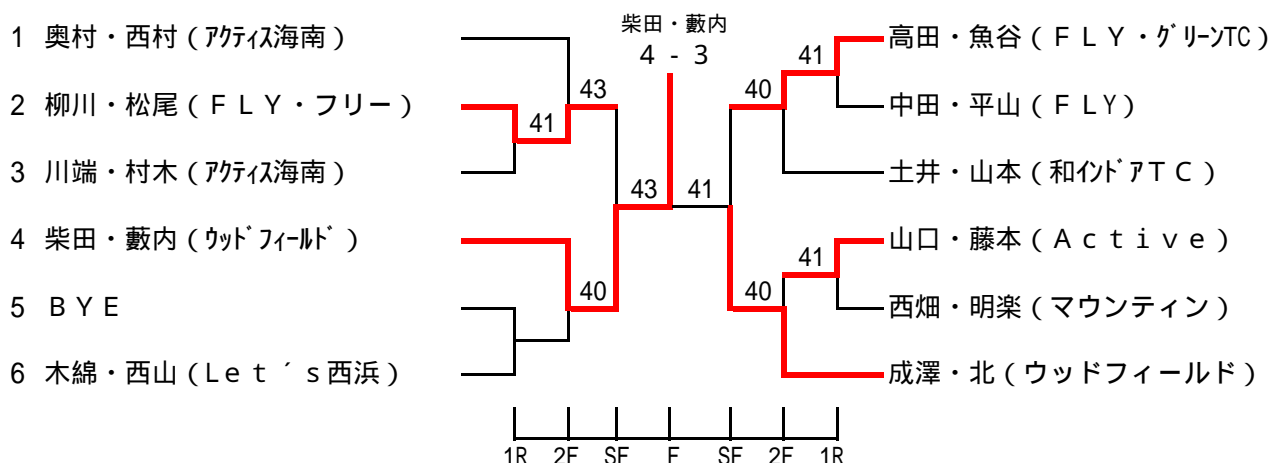 柴田・藪内
4 - 3
1 奥村・西村(ｱｸﾃｨｽ海南)
2 柳川・松尾(ＦＬＹ・フリー)
3 川端・村木(ｱｸﾃｨｽ海南)
4 柴田・藪内(ｳｯﾄﾞﾌｨｰﾙﾄﾞ)
5 ＢＹＥ
6 木綿・西山(Ｌｅｔ´ｓ西浜)
41
43
40
43
41
40
40
41
41
高田・魚谷(ＦＬＹ・ｸﾞﾘｰﾝTC)
中田・平山(ＦＬY)
土井・山本(和ｲﾝﾄﾞｱＴＣ)
山口・藤本(Ａｃｔｉｖｅ)
西畑・明楽(マウンティン)
成澤・北(ウッドフィールド)
1R 2F SF F SF 2F 1R